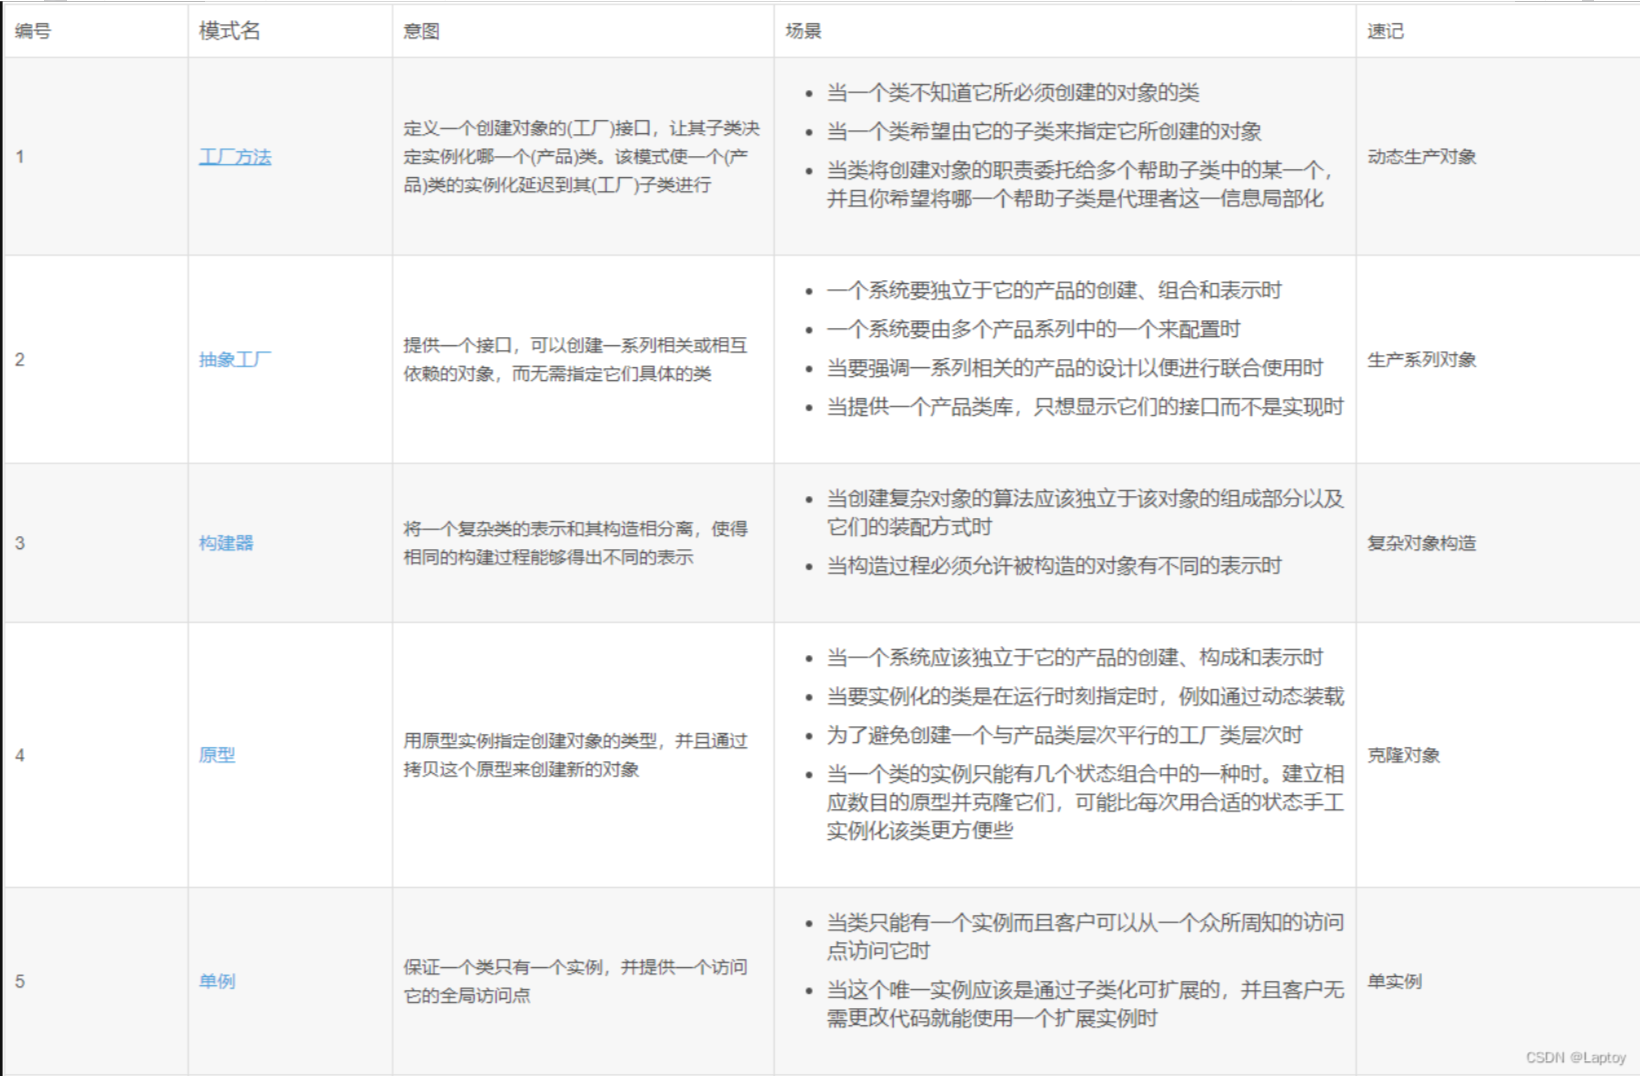 编号
模式名
意图
场景
速记
1
工厂方法
定义一个创建对象的(工厂)接口，让其子类决
定实例化哪一个(产品)类。该模式使一个(产
品)类的实例化延迟到其(工厂)子类进行
当一个类不知道它所必须创建的对象的类
当一个类希望由它的子类来指定它所创建的对象
当类将创建对象的职责委托给多个帮助子类中的某一个，
并且你希望将哪一个帮助子类是代理者这一信息局部化
动态生产对象
2
抽象工厂
提供一个接口，可以创建一系列相关或相互
依赖的对象，而无需指定它们具体的类
一个系统要独立于它的产品的创建、组合和表示时
一个系统要由多个产品系列中的一个来配置时
当要强调一系列相关的产品的设计以便进行联合使用时
当提供一个产品类库，只想显示它们的接口而不是实现时
生产系列对象
3
构建器
将一个复杂类的表示和其构造相分离，使得
相同的构建过程能够得出不同的表示
当创建复杂对象的算法应该独立于该对象的组成部分以及
它们的装配方式时
当构造过程必须允许被构造的对象有不同的表示时
复杂对象构造
4
原型
用原型实例指定创建对象的类型，并且通过
拷贝这个原型来创建新的对象
当一个系统应该独立于它的产品的创建、构成和表示时
当要实例化的类是在运行时刻指定时，例如通过动态装载
为了避免创建一个与产品类层次平行的工厂类层次时
当一个类的实例只能有几个状态组合中的一种时。建立相
应数目的原型并克隆它们，可能比每次用合适的状态手工
实例化该类更方便些
克隆对象
5
单例
保证一个类只有一个实例，并提供一个访问
它的全局访问点
当类只能有一个实例而且客户可以从一个众所周知的访问
点访问它时
当这个唯一实例应该是通过子类化可扩展的，并且客户无
需更改代码就能使用一个扩展实例时
单实例
CSDN @Laptoy